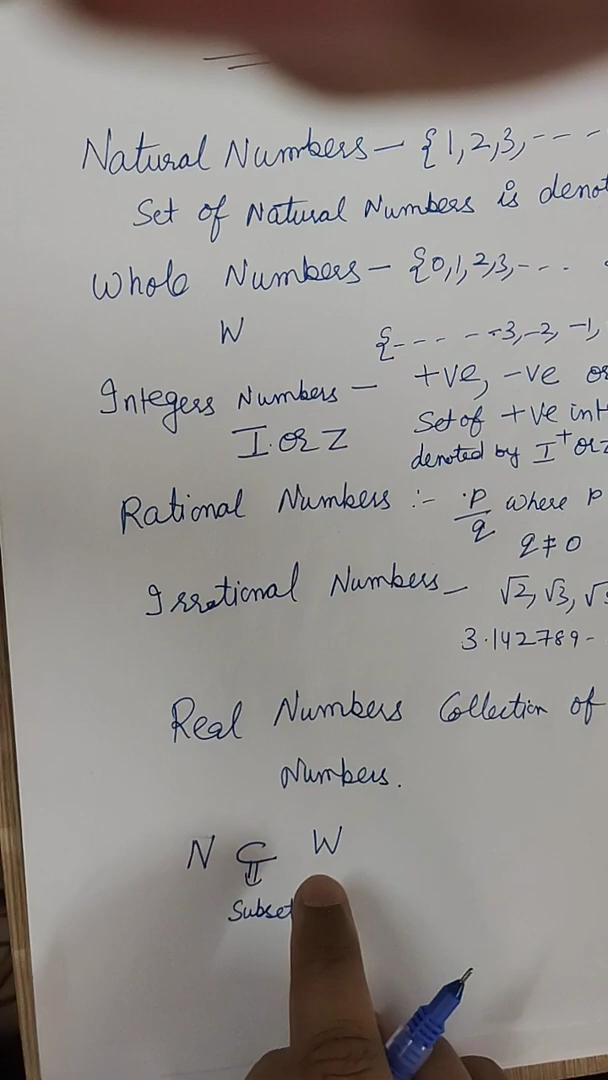 Natural Numbers – {1, 2, 3, - - - -
Set of Natural Numbers is denot
Whole Numbers – {0, 1, 2, 3, - - -
W
{- - - - - -3, -2, -1,
Integers Numbers – +ve, -ve or
I or Z
Set of +ve int
denoted by I⁺ or Z
Rational Numbers :- p/q where p
q ≠ 0
Irrational Numbers – √2, √3, √5
3.142789-
Real Numbers Collection of
Numbers.
N ⊂ W
Subset